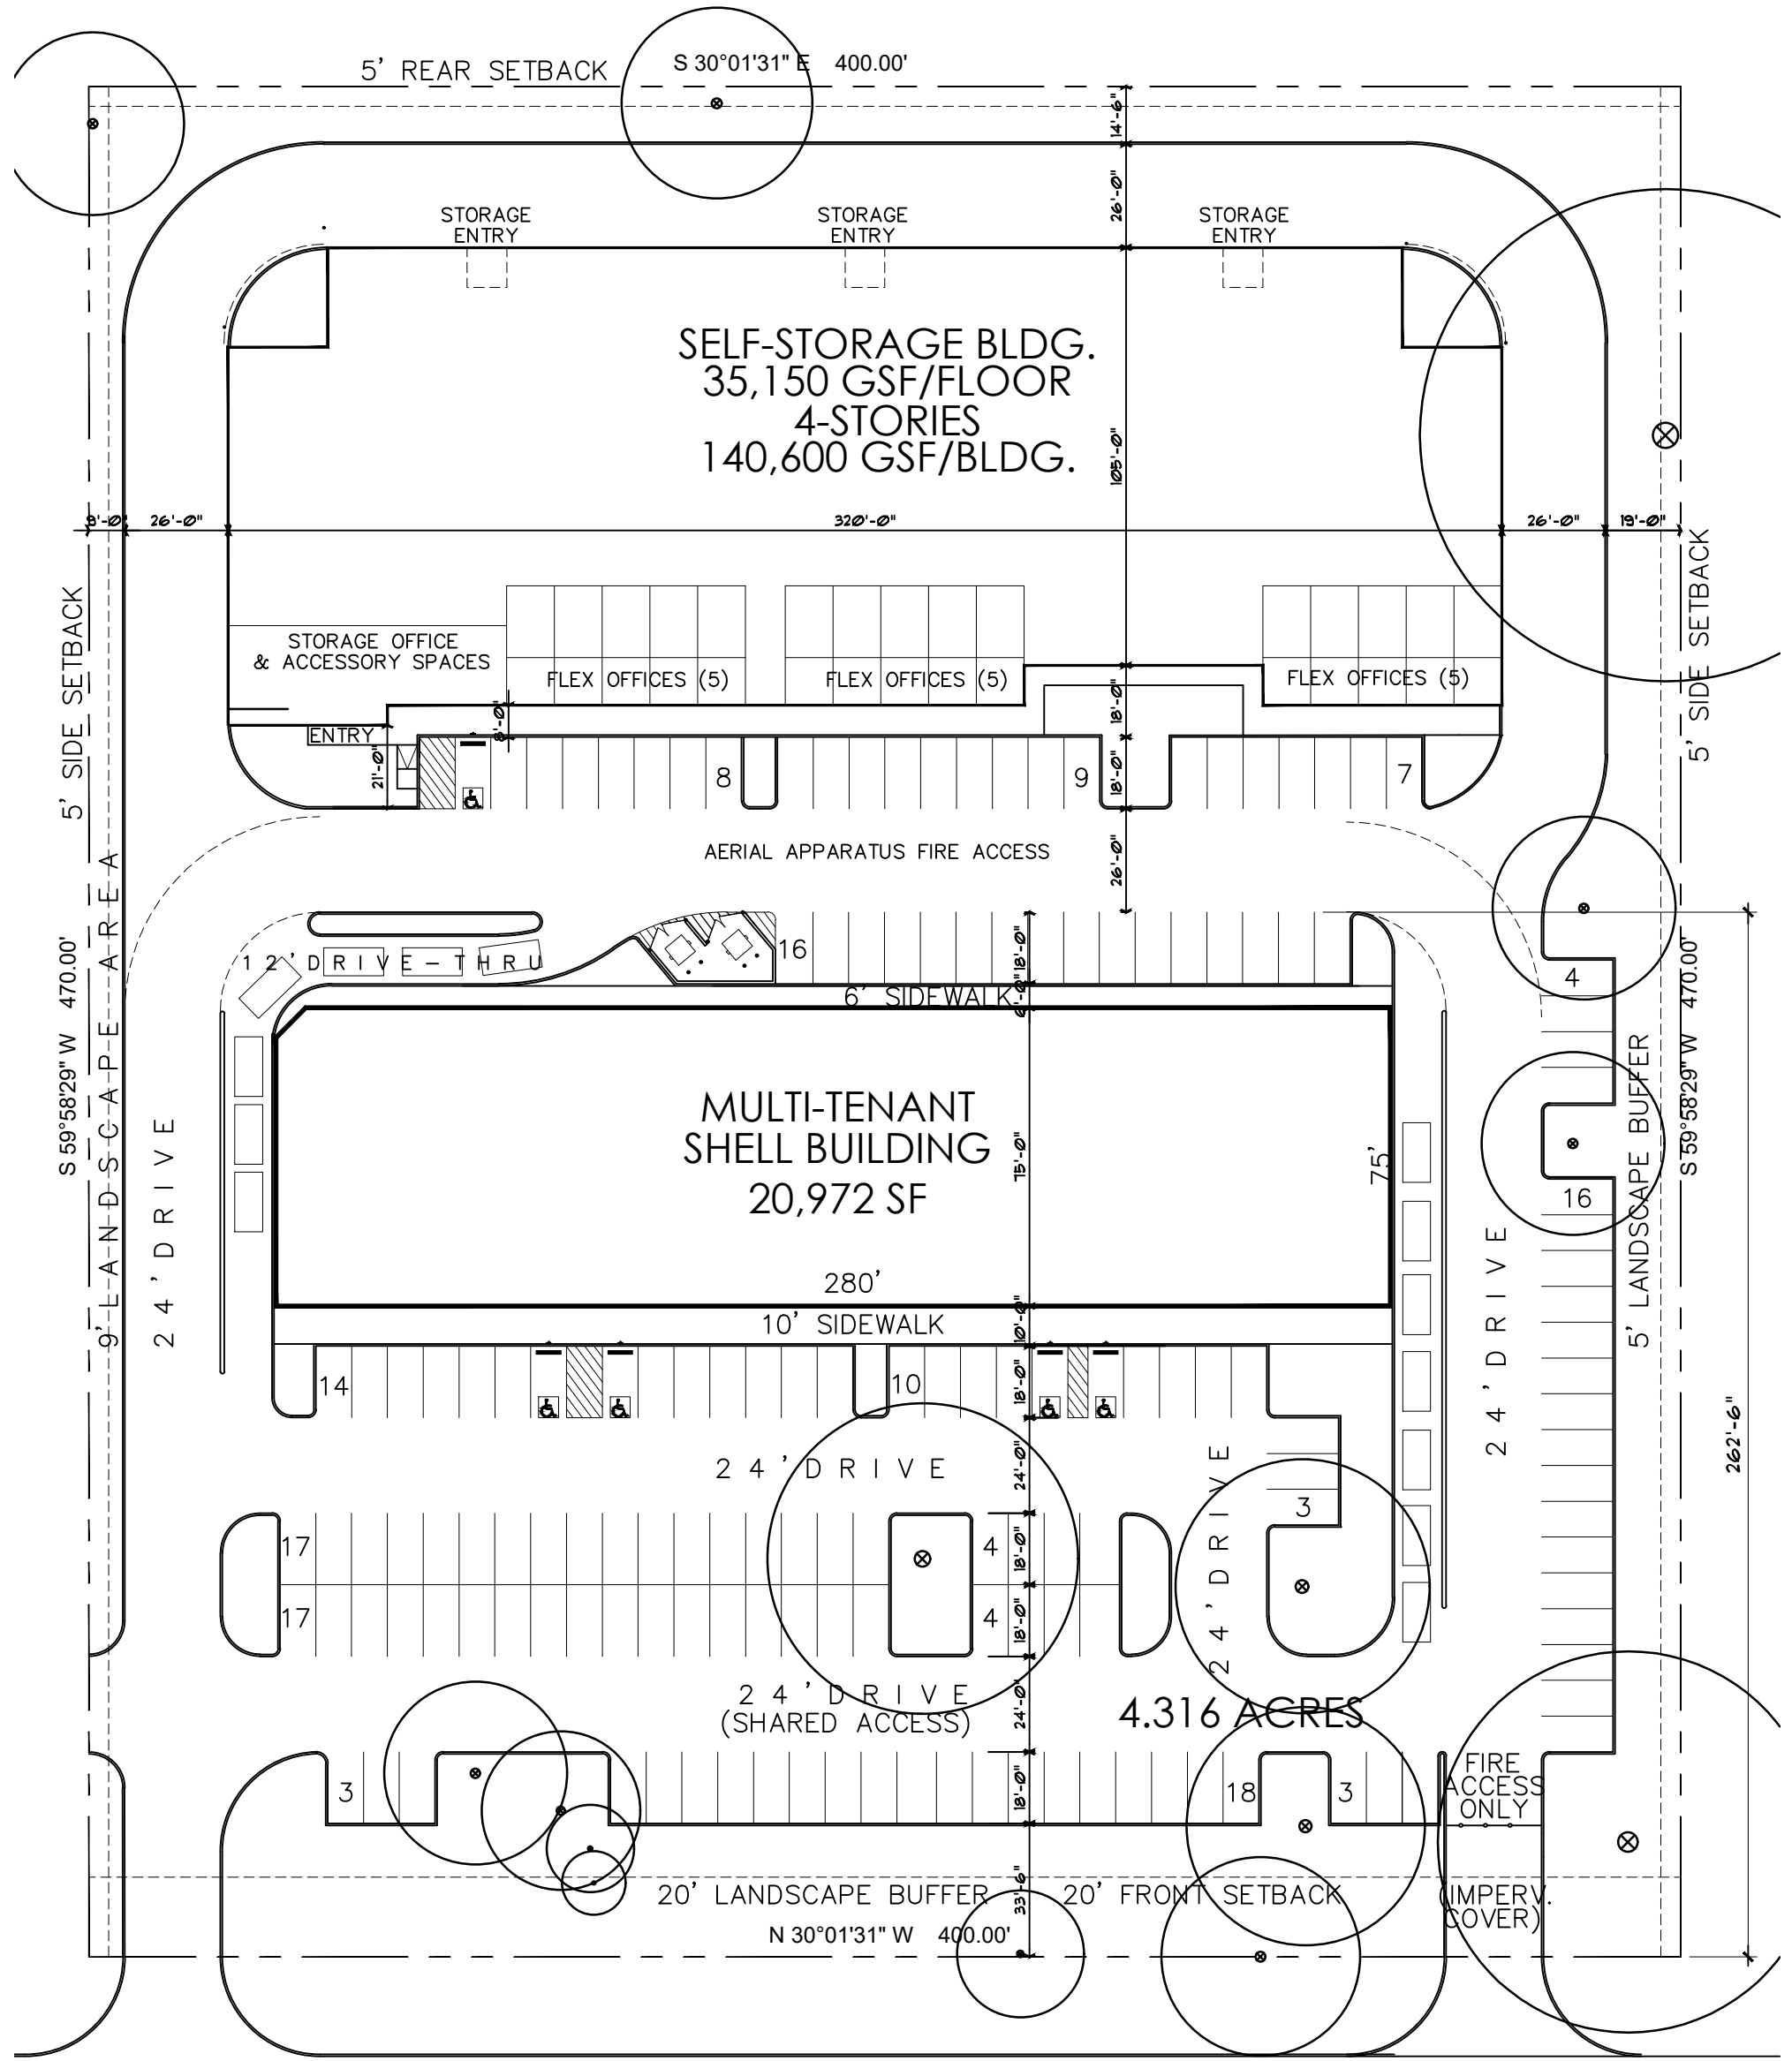 5' REAR SETBACK
S 30°01'31" E 400.00'
14'-6"
26'-0"
STORAGE
ENTRY
STORAGE
ENTRY
STORAGE
ENTRY
SELF-STORAGE BLDG.
35,150 GSF/FLOOR
4-STORIES
140,600 GSF/BLDG.
105'-0"
9'-0"
26'-0"
320'-0"
26'-0"
19'-0"
5' SIDE SETBACK
5' SIDE SETBACK
STORAGE OFFICE
& ACCESSORY SPACES
FLEX OFFICES (5)
FLEX OFFICES (5)
FLEX OFFICES (5)
8'-0"
18'-0"
ENTRY
21'-0"
8
9
7
18'-0"
AERIAL APPARATUS FIRE ACCESS
26'-0"
9' LANDSCAPE AREA
S 59°58'29" W 470.00'
12' DRIVE-THRU
16
18'-0"
6' SIDEWALK
6'-0"
4
S 59°58'29" W 470.00'
5' LANDSCAPE BUFFER
24' DRIVE
MULTI-TENANT
SHELL BUILDING
20,972 SF
75'-0"
75'
16
24' DRIVE
280'
10' SIDEWALK
10'-0"
14
10
18'-0"
24' DRIVE
24'-0"
24' DRIVE
3
262'-6"
17
4
18'-0"
17
4
18'-0"
24' DRIVE
(SHARED ACCESS)
24'-0"
4.316 ACRES
3
18'-0"
18
3
FIRE
ACCESS
ONLY
20' LANDSCAPE BUFFER
33'-6"
20' FRONT SETBACK
(IMPERV.
COVER)
N 30°01'31" W 400.00'